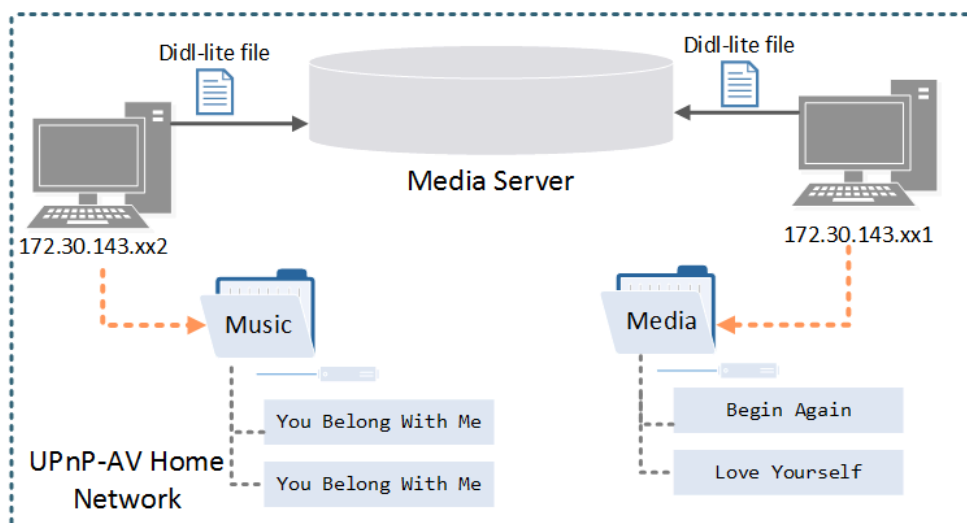 Didl-lite file
Didl-lite file
Media Server
172.30.143.xx2
172.30.143.xx1
Music
Media
You Belong With Me
You Belong With Me
Begin Again
Love Yourself
UPnP-AV Home
Network